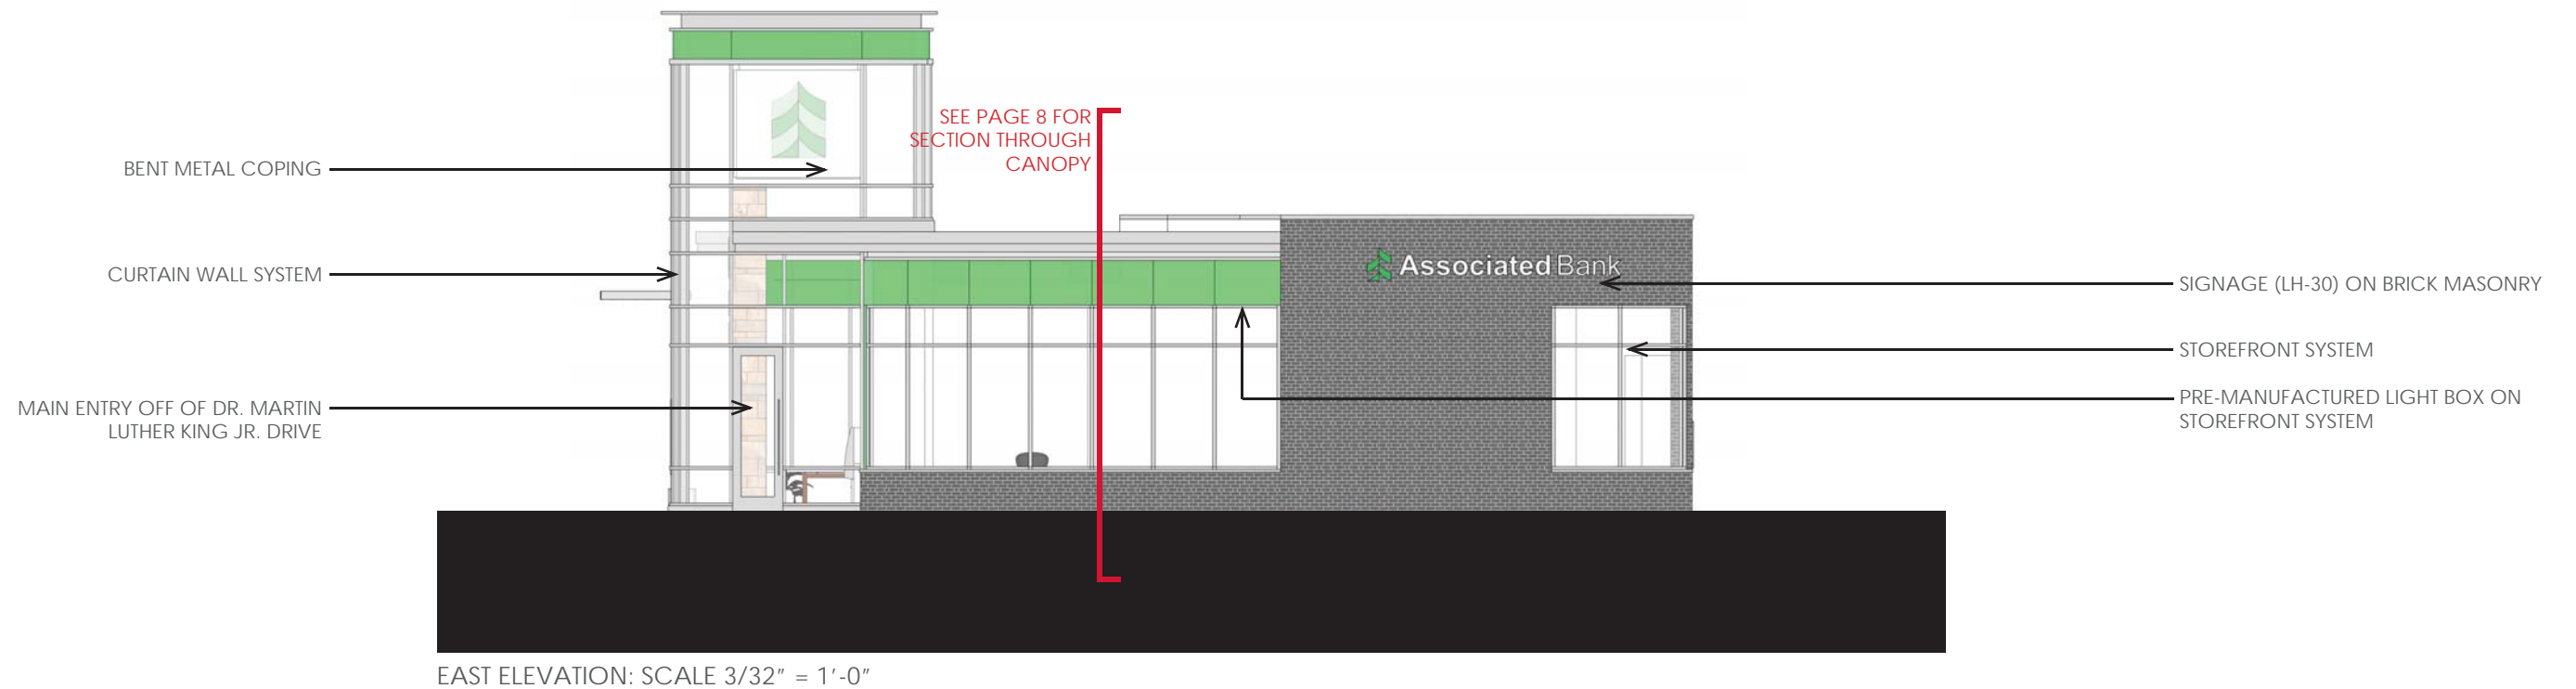 SEE PAGE 8 FOR
SECTION THROUGH
CANOPY
BENT METAL COPING
CURTAIN WALL SYSTEM
MAIN ENTRY OFF OF DR. MARTIN
LUTHER KING JR. DRIVE
Associated Bank
SIGNAGE (LH-30) ON BRICK MASONRY
STOREFRONT SYSTEM
PRE-MANUFACTURED LIGHT BOX ON
STOREFRONT SYSTEM
EAST ELEVATION: SCALE 3/32” = 1’-0”